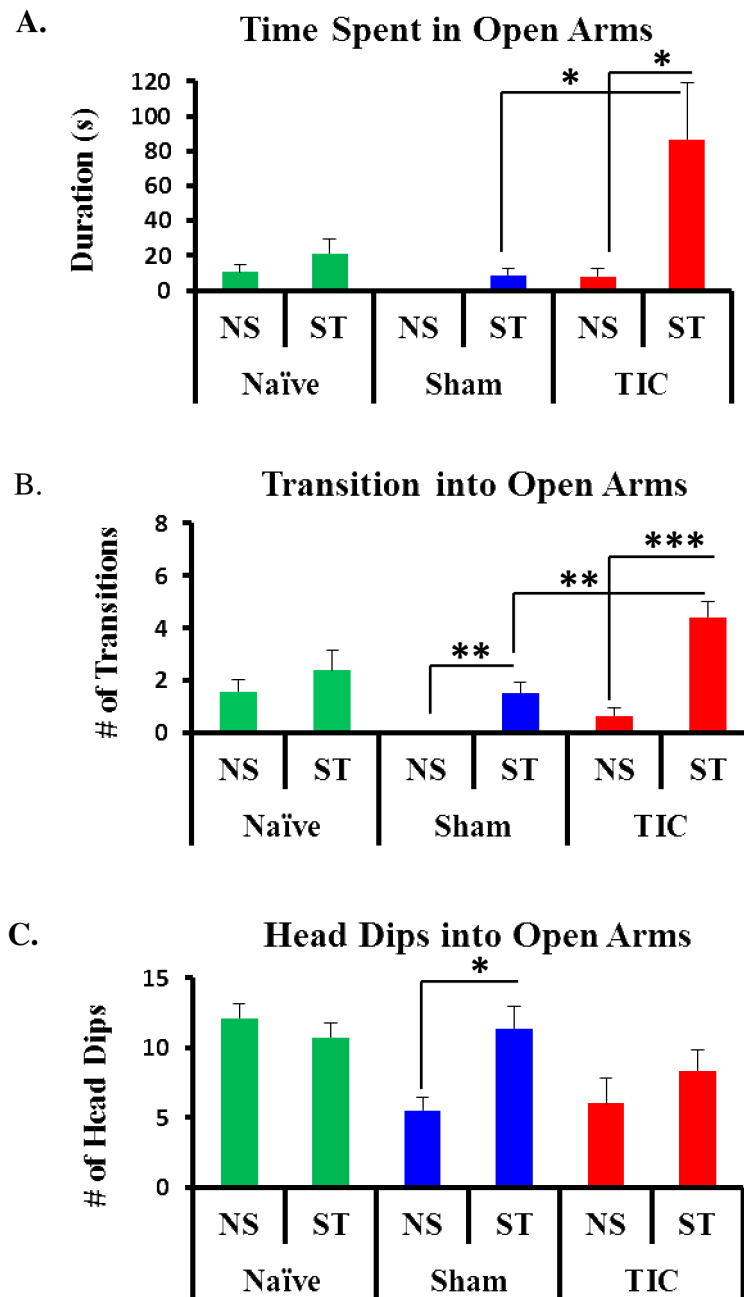 A.
Time Spent in Open Arms
Duration (s)
120
100
80
60
40
20
0
* *
NS ST NS ST NS ST
Naïve Sham TIC
B.
Transition into Open Arms
# of Transitions
8
6
4
2
0
** ** ***
NS ST NS ST NS ST
Naïve Sham TIC
C.
Head Dips into Open Arms
# of Head Dips
15
10
5
0
*
NS ST NS ST NS ST
Naïve Sham TIC